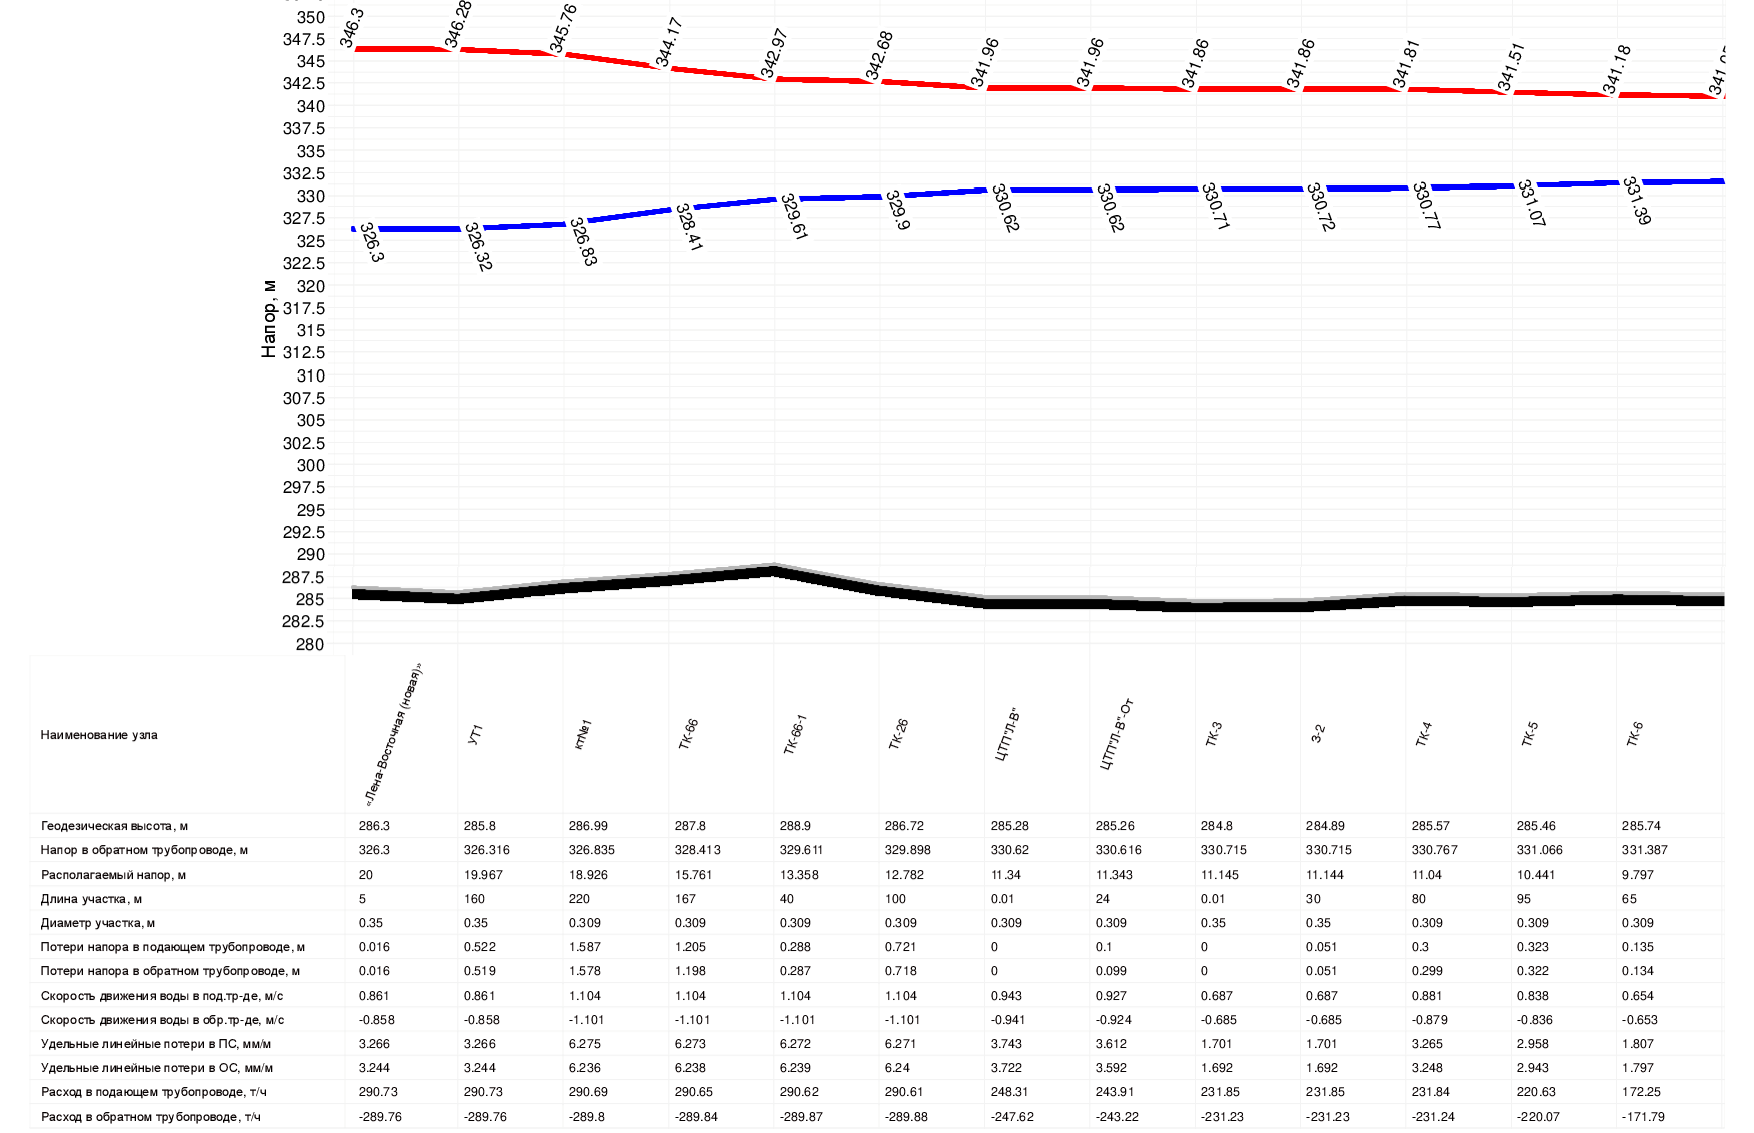 350
347.5
345
342.5
340
337.5
335
332.5
330
327.5
325
322.5
320
317.5
315
312.5
310
307.5
305
302.5
300
297.5
295
292.5
290
287.5
285
282.5
280
Напор, м
346.3 346.28 345.76 344.17 342.97 342.68 341.96 341.96 341.86 341.86 341.81 341.51 341.18
326.3 326.32 326.83 328.41 329.61 329.9 330.62 330.62 330.71 330.72 330.77 331.07 331.39
Наименование узла «Лена-Восточная (новая)» УТ1 кт№1 ТК-66 ТК-66-1 ТК-26 ЦТП"Л-В" ЦТП"Л-В"-От ТК-3 З-2 ТК-4 ТК-5 ТК-6
Геодезическая высота, м 286.3 285.8 286.99 287.8 288.9 286.72 285.28 285.26 284.8 284.89 285.57 285.46 285.74
Напор в обратном трубопроводе, м 326.3 326.316 326.835 328.413 329.611 329.898 330.62 330.616 330.715 330.715 330.767 331.066 331.387
Располагаемый напор, м 20 19.967 18.926 15.761 13.358 12.782 11.34 11.343 11.145 11.144 11.04 10.441 9.797
Длина участка, м 5 160 220 167 40 100 0.01 24 0.01 30 80 95 65
Диаметр участка, м 0.35 0.35 0.309 0.309 0.309 0.309 0.309 0.309 0.35 0.35 0.309 0.309 0.309
Потери напора в подающем трубопроводе, м 0.016 0.522 1.587 1.205 0.288 0.721 0 0.1 0 0.051 0.3 0.323 0.135
Потери напора в обратном трубопроводе, м 0.016 0.519 1.578 1.198 0.287 0.718 0 0.099 0 0.051 0.299 0.322 0.134
Скорость движения воды в под.тр-де, м/с 0.861 0.861 1.104 1.104 1.104 1.104 0.943 0.927 0.687 0.687 0.881 0.838 0.654
Скорость движения воды в обр.тр-де, м/с -0.858 -0.858 -1.101 -1.101 -1.101 -1.101 -0.941 -0.924 -0.685 -0.685 -0.879 -0.836 -0.653
Удельные линейные потери в ПС, мм/м 3.266 3.266 6.275 6.273 6.272 6.271 3.743 3.612 1.701 1.701 3.265 2.958 1.807
Удельные линейные потери в ОС, мм/м 3.244 3.244 6.236 6.238 6.239 6.24 3.722 3.592 1.692 1.692 3.248 2.943 1.797
Расход в подающем трубопроводе, т/ч 290.73 290.73 290.69 290.65 290.62 290.61 248.31 243.91 231.85 231.85 231.84 220.63 172.25
Расход в обратном трубопроводе, т/ч -289.76 -289.76 -289.8 -289.84 -289.87 -289.88 -247.62 -243.22 -231.23 -231.23 -231.24 -220.07 -171.79